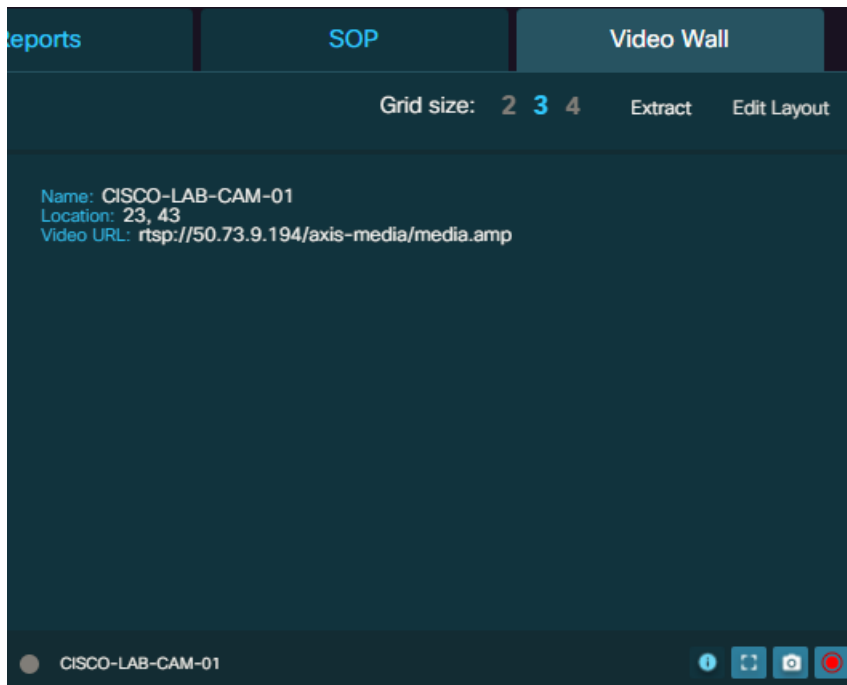 Reports SOP Video Wall
Grid size: 2 3 4 Extract Edit Layout
Name: CISCO-LAB-CAM-01
Location: 23, 43
Video URL: rtsp://50.73.9.194/axis-media/media.amp
CISCO-LAB-CAM-01